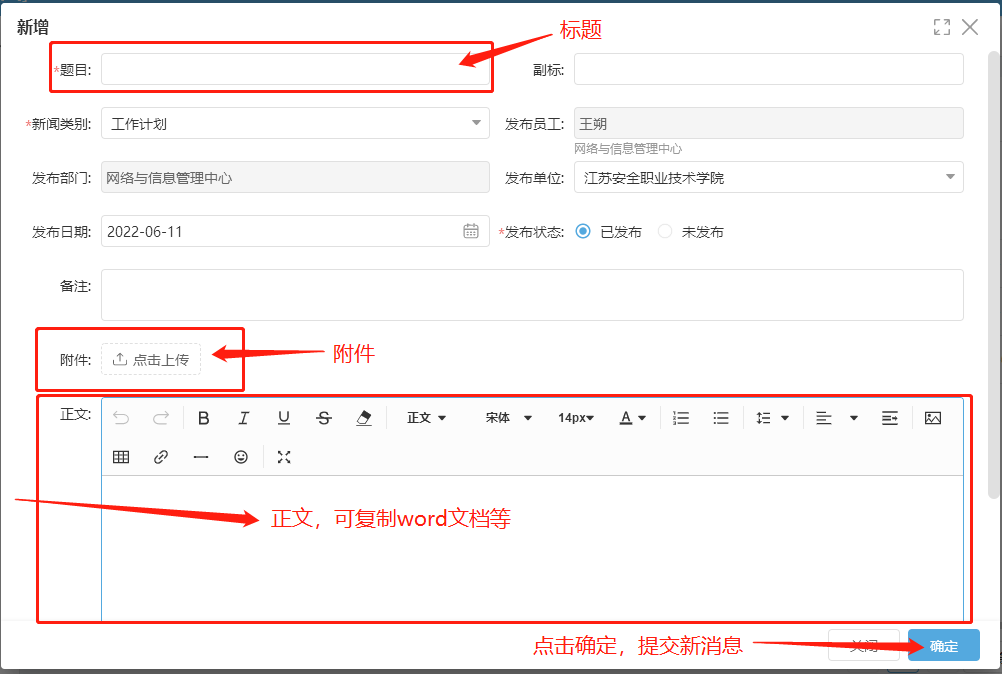 新增
标题
*题目:
副标:
*新闻类别: 工作计划
发布员工: 王朔
网络与信息管理中心
发布部门: 网络与信息管理中心
发布单位: 江苏安全职业技术学院
发布日期: 2022-06-11
*发布状态: 已发布 未发布
备注:
附件: 点击上传
附件
正文:
B I U S 正文 宋体 14px A
正文，可复制word文档等
点击确定，提交新消息
关闭
确定